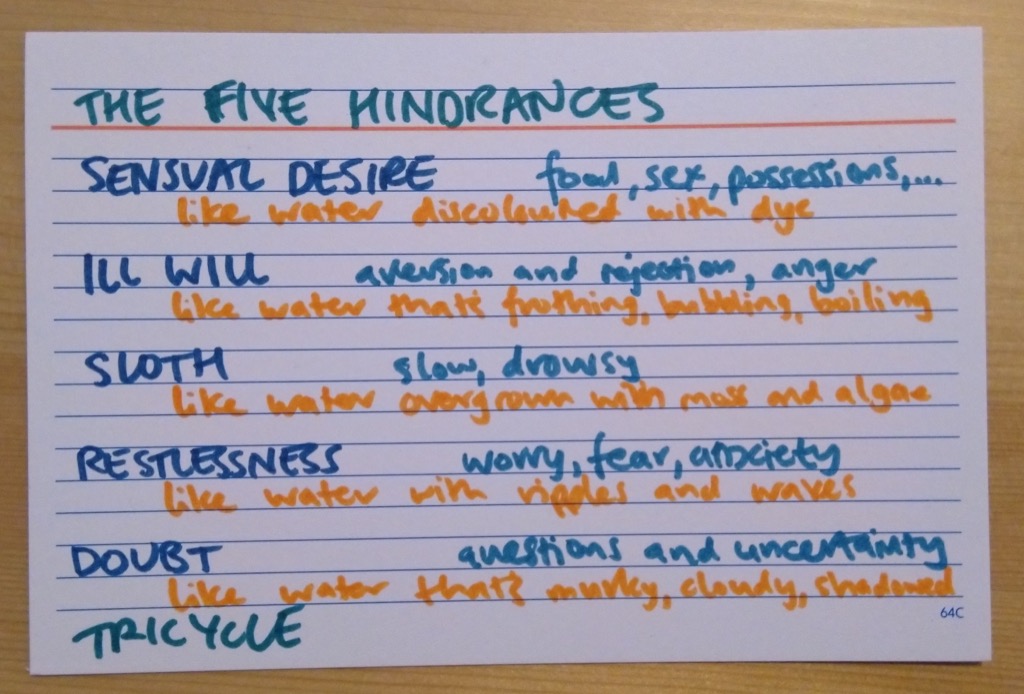 THE FIVE HINDRANCES
SENSUAL DESIRE food, sex, possessions,...
like water discoloured with dye
ILL WILL aversion and rejection, anger
like water that's frothing, bubbling, boiling
SLOTH slow, drowsy
like water overgrown with moss and algae
RESTLESSNESS worry, fear, anxiety
like water with ripples and waves
DOUBT questions and uncertainty
like water that's murky, cloudy, shadowed
64C
TRICYCLE